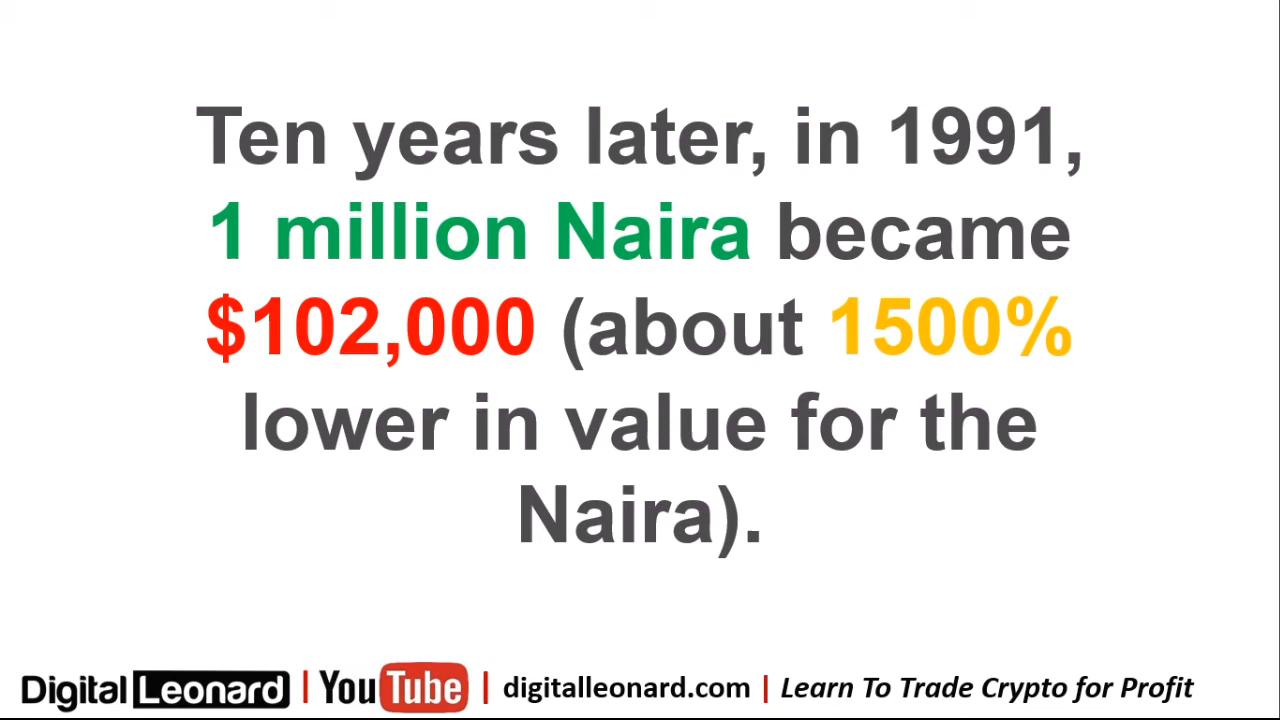 Ten years later, in 1991,
1 million Naira became
$102,000 (about 1500%
lower in value for the
Naira).
Digital Leonard | YouTube | digitalleonard.com | Learn To Trade Crypto for Profit